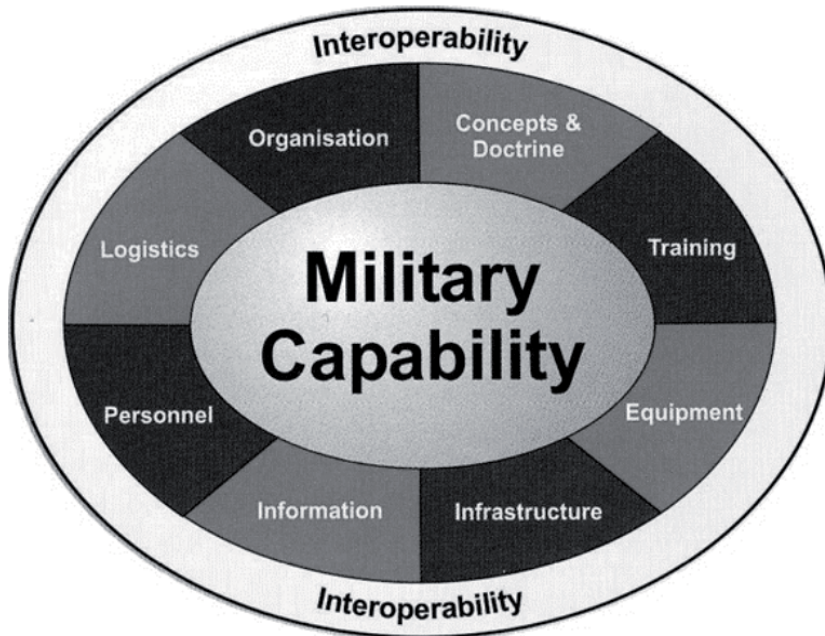 Interoperability
Organisation
Concepts &
Doctrine
Logistics
Training
Military
Capability
Personnel
Equipment
Information
Infrastructure
Interoperability